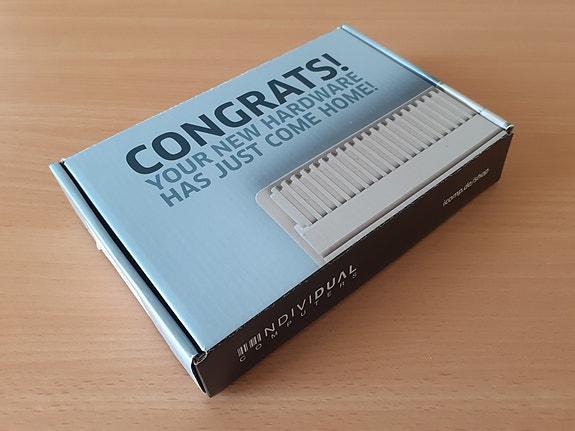 CONGRATS!
YOUR NEW HARDWARE
HAS JUST COME HOME!
INDIVIDUAL
COMPUTERS
icomp.de/shop